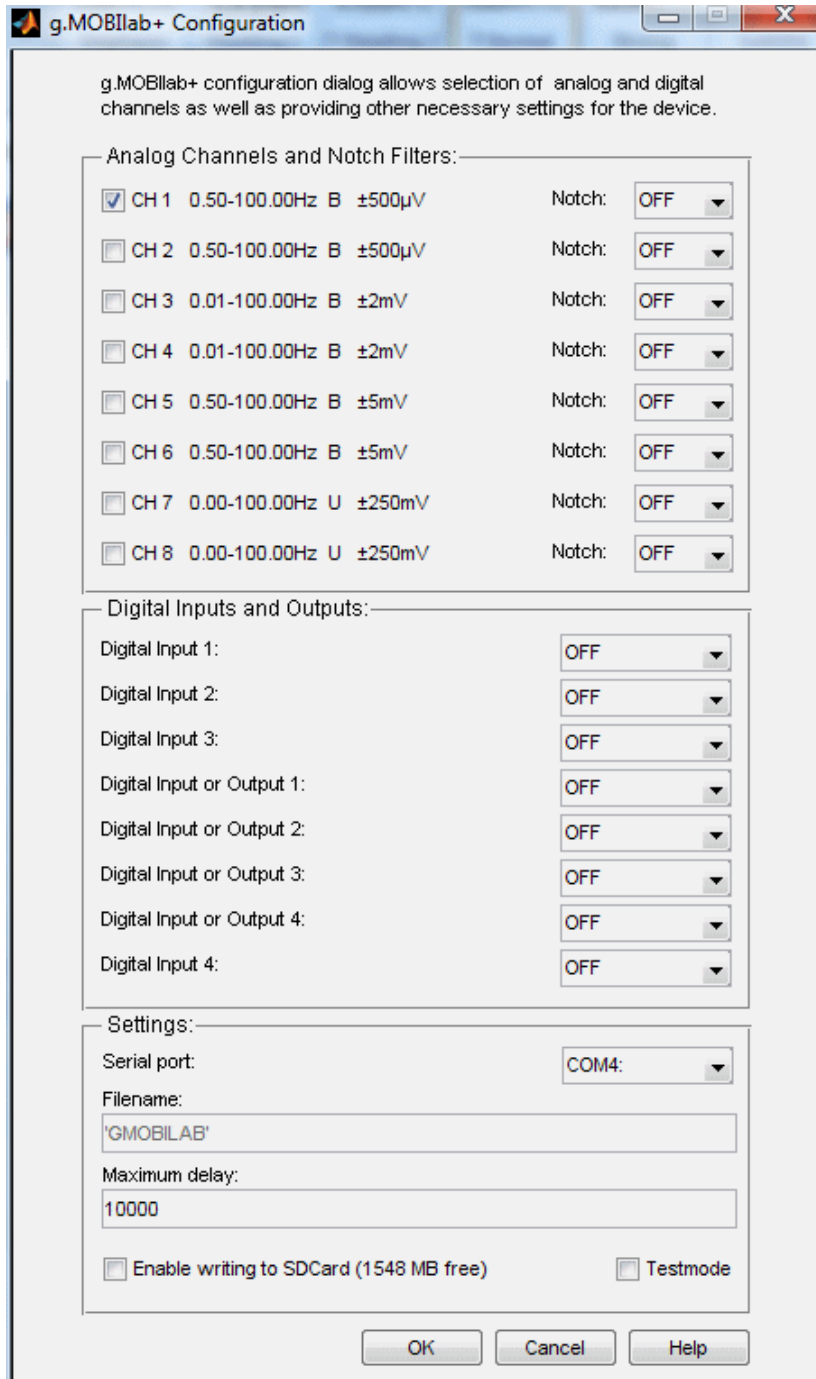 g.MOBIlab+ Configuration
g.MOBIlab+ configuration dialog allows selection of analog and digital
channels as well as providing other necessary settings for the device.
Analog Channels and Notch Filters:
CH 1 0.50-100.00Hz B ±500µV Notch: OFF
CH 2 0.50-100.00Hz B ±500µV Notch: OFF
CH 3 0.01-100.00Hz B ±2mV Notch: OFF
CH 4 0.01-100.00Hz B ±2mV Notch: OFF
CH 5 0.50-100.00Hz B ±5mV Notch: OFF
CH 6 0.50-100.00Hz B ±5mV Notch: OFF
CH 7 0.00-100.00Hz U ±250mV Notch: OFF
CH 8 0.00-100.00Hz U ±250mV Notch: OFF
Digital Inputs and Outputs:
Digital Input 1: OFF
Digital Input 2: OFF
Digital Input 3: OFF
Digital Input or Output 1: OFF
Digital Input or Output 2: OFF
Digital Input or Output 3: OFF
Digital Input or Output 4: OFF
Digital Input 4: OFF
Settings:
Serial port: COM4:
Filename:
'GMOBILAB'
Maximum delay:
10000
Enable writing to SDCard (1548 MB free) Testmode
OK Cancel Help